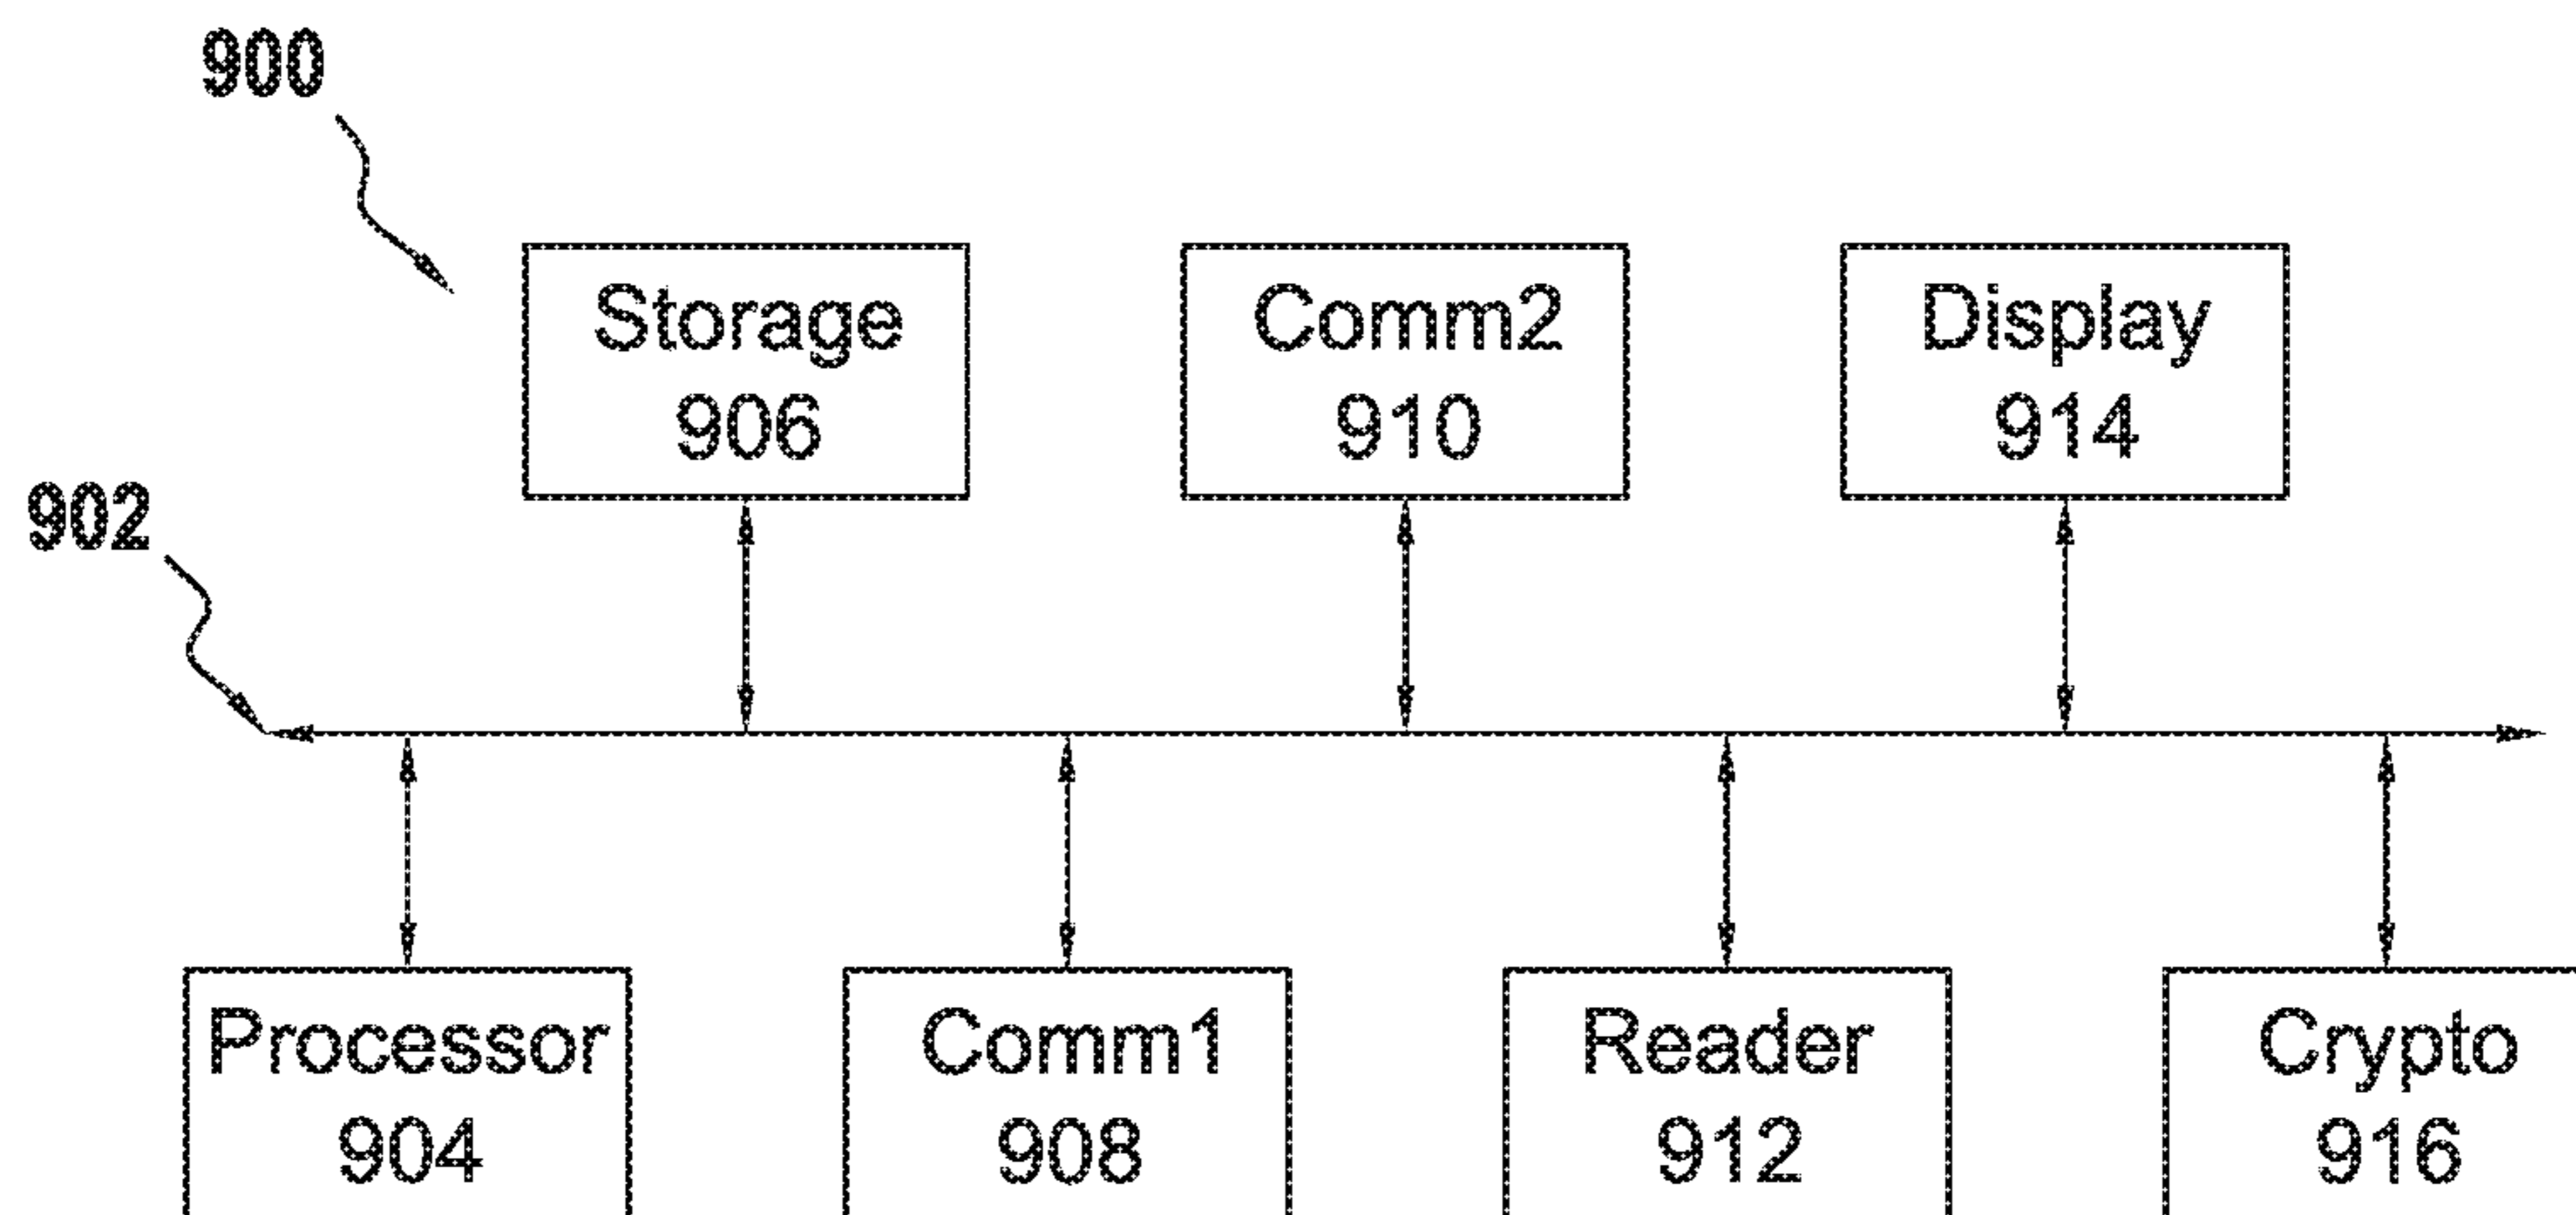 900
Storage
906
Comm2
910
Display
914
902
Processor
904
Comm1
908
Reader
912
Crypto
916